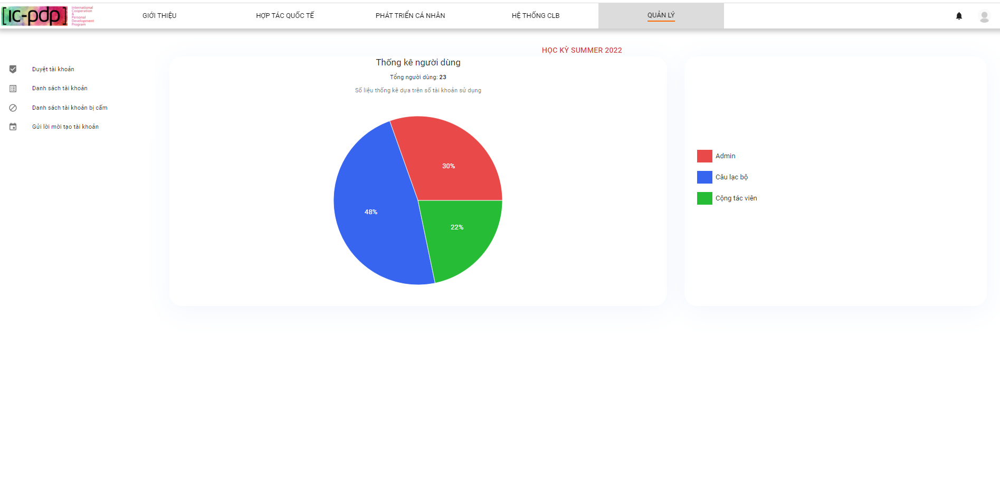 [ic-pdp]
International
Cooperation
&
Personal
Development
Program
GIỚI THIỆU
HỢP TÁC QUỐC TẾ
PHÁT TRIỂN CÁ NHÂN
HỆ THỐNG CLB
QUẢN LÝ
Duyệt tài khoản
Danh sách tài khoản
Danh sách tài khoản bị cấm
Gửi lời mời tạo tài khoản
HỌC KỲ SUMMER 2022
Thống kê người dùng
Tổng người dùng: 23
Số liệu thống kê dựa trên số tài khoản sử dụng
30%
48%
22%
Admin
Câu lạc bộ
Cộng tác viên